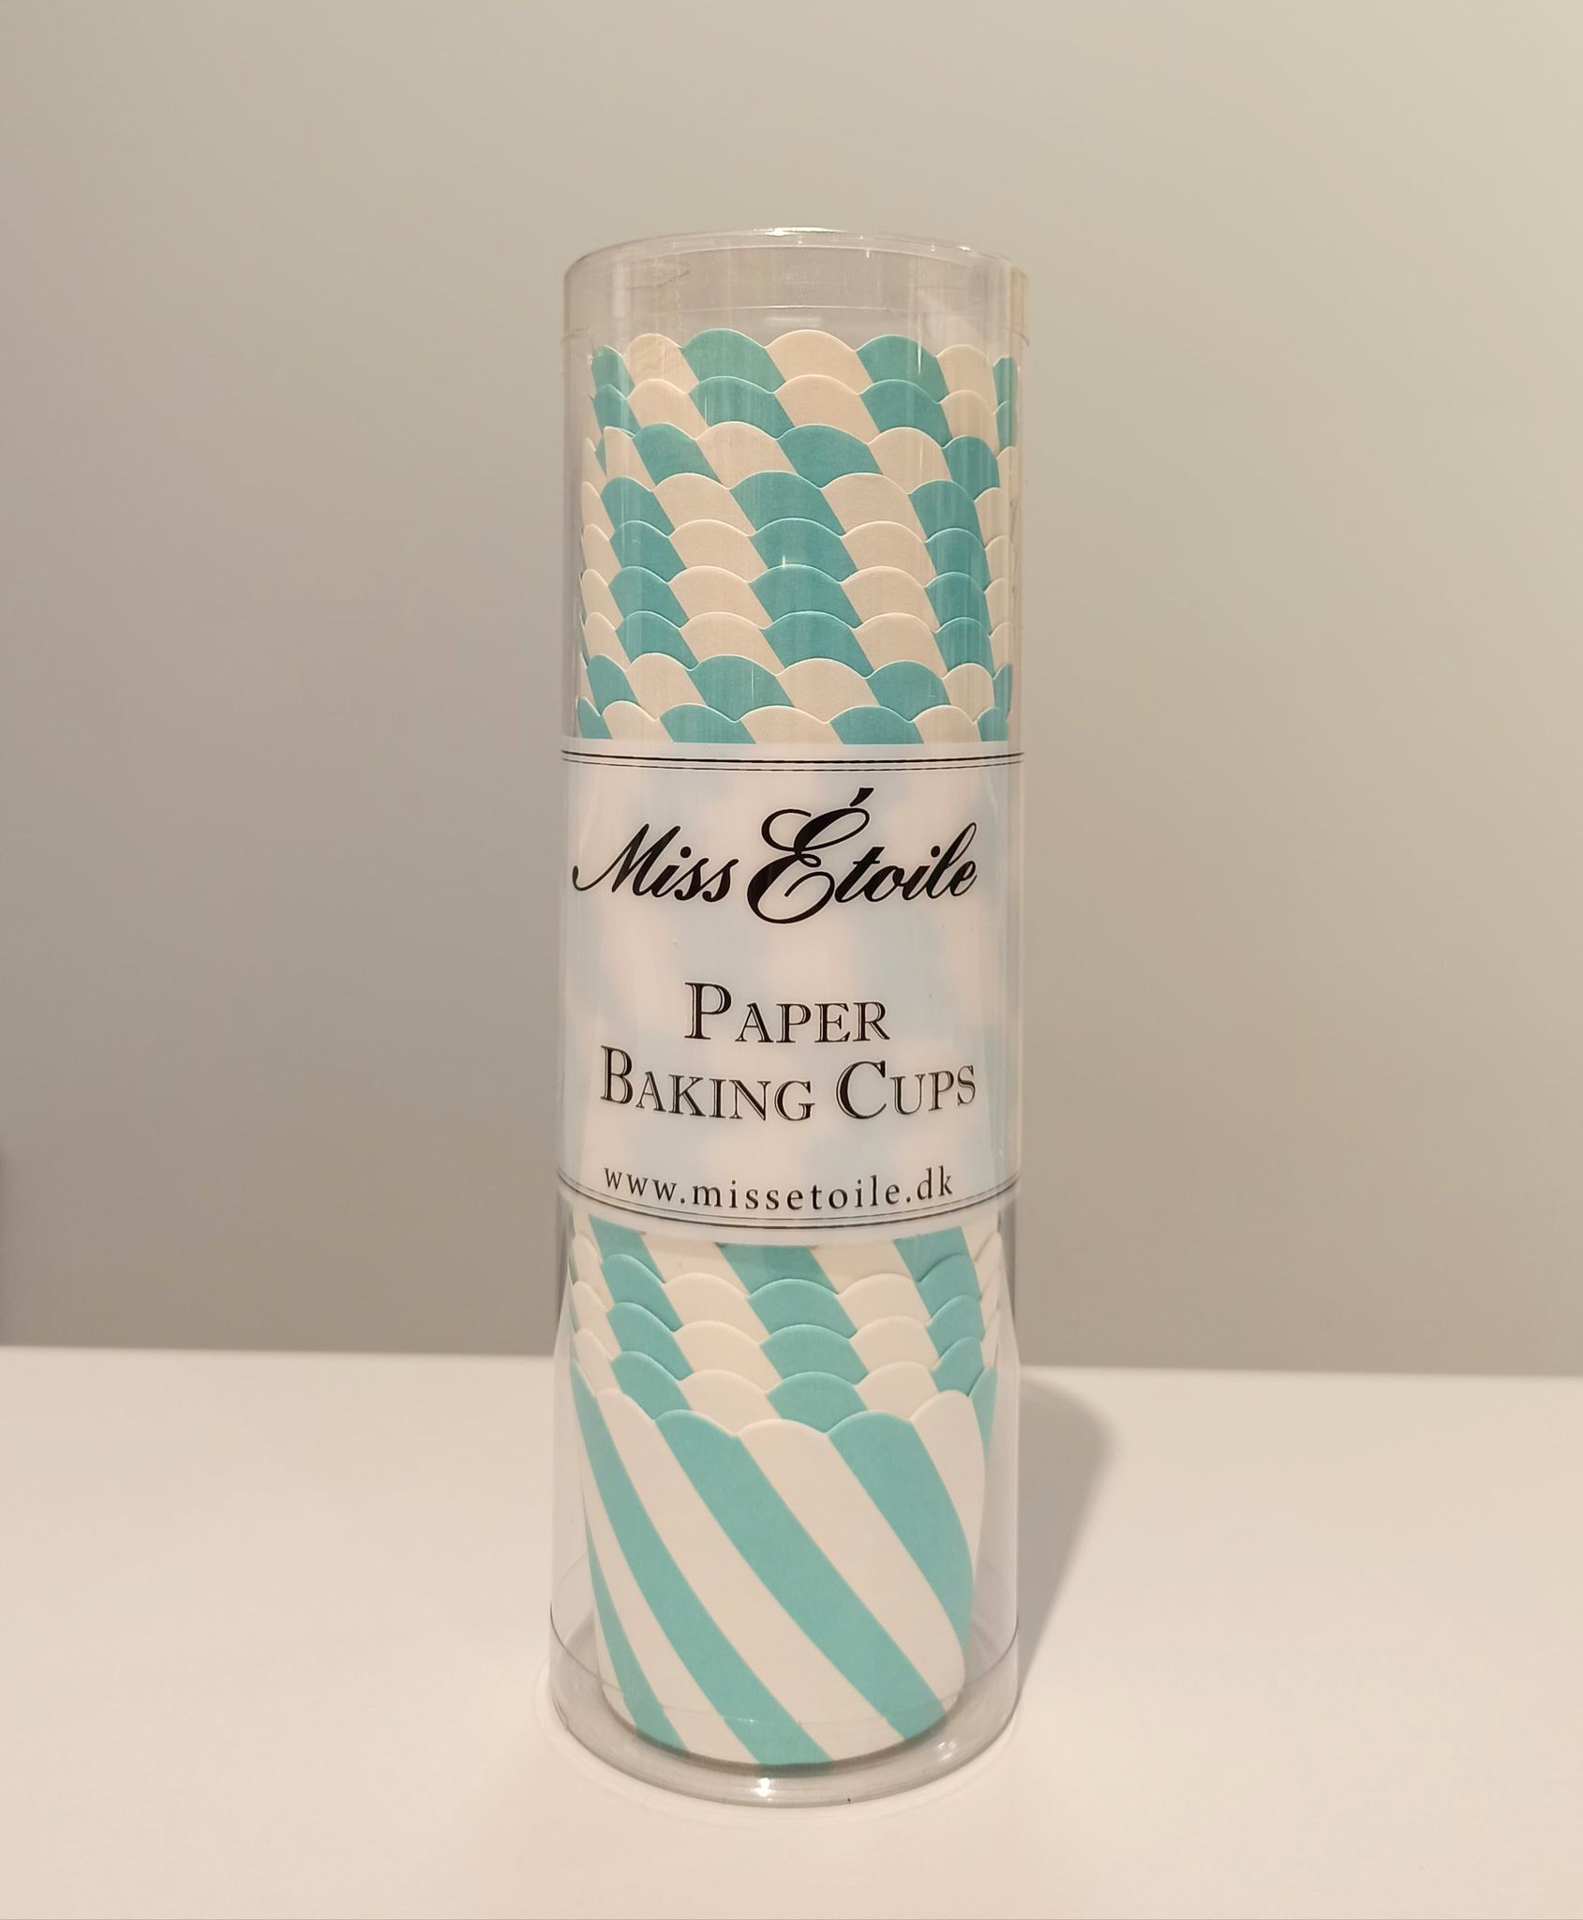 Miss Étoile
PAPER
BAKING CUPS
www.missetoile.dk